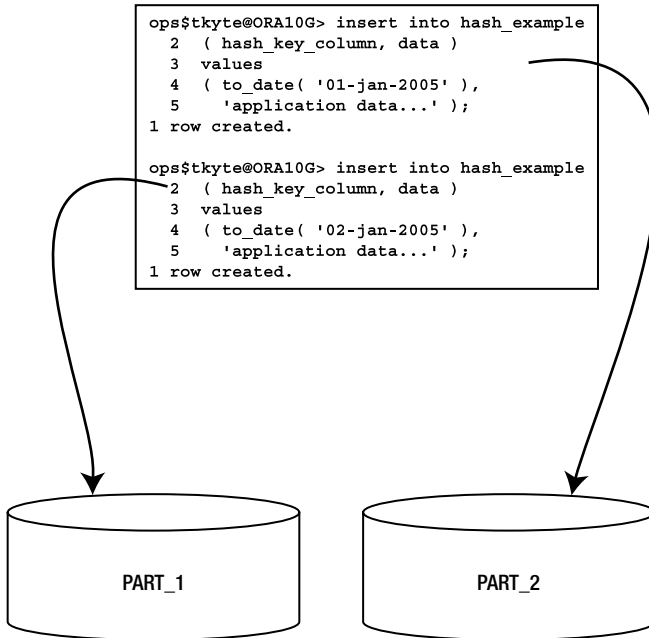 ops$tkyte@ORA10G> insert into hash_example
  2  ( hash_key_column, data )
  3  values
  4  ( to_date( '01-jan-2005' ),
  5    'application data...' );
1 row created.

ops$tkyte@ORA10G> insert into hash_example
  2  ( hash_key_column, data )
  3  values
  4  ( to_date( '02-jan-2005' ),
  5    'application data...' );
1 row created.
PART_1
PART_2